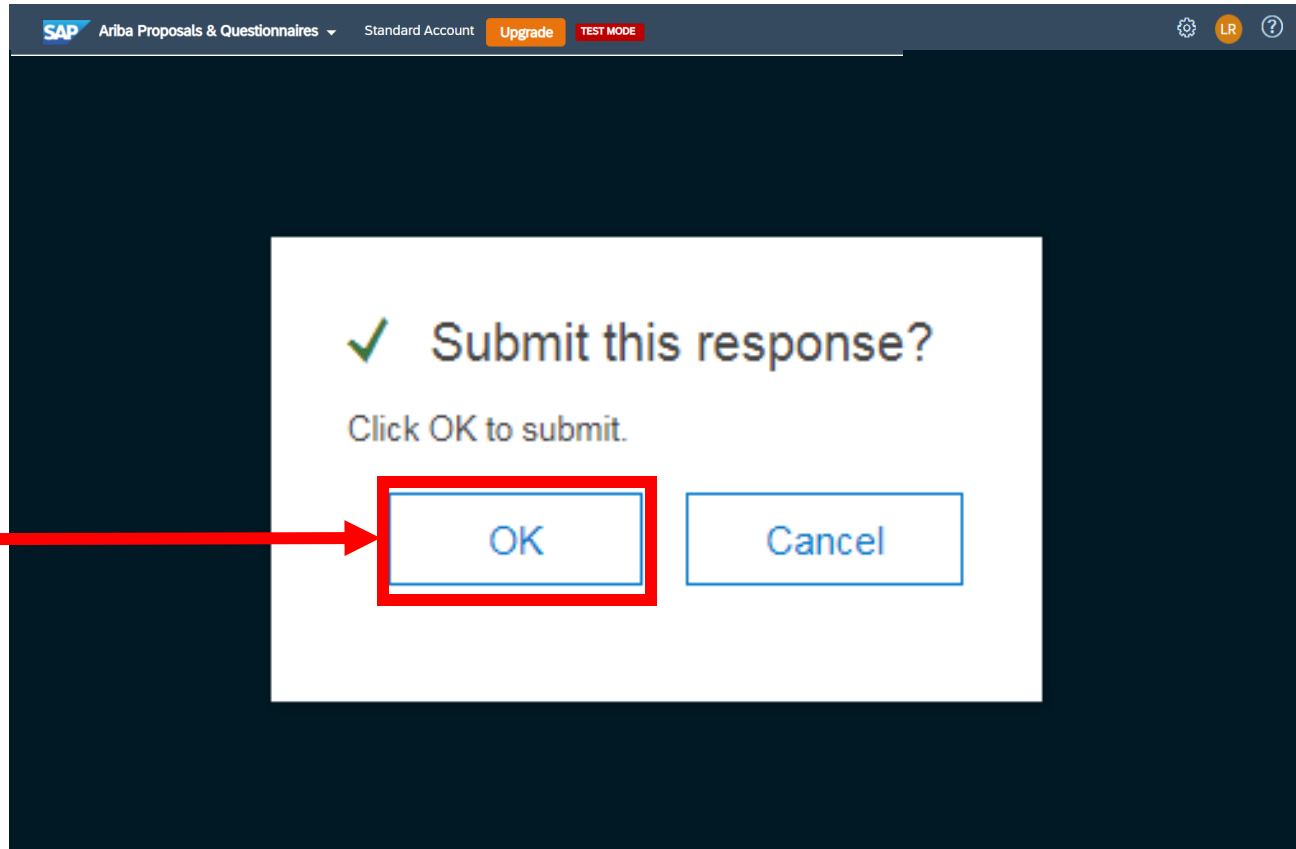 SAP Ariba Proposals & Questionnaires Standard Account Upgrade TEST MODE LR ?
Submit this response?
Click OK to submit.
OK Cancel